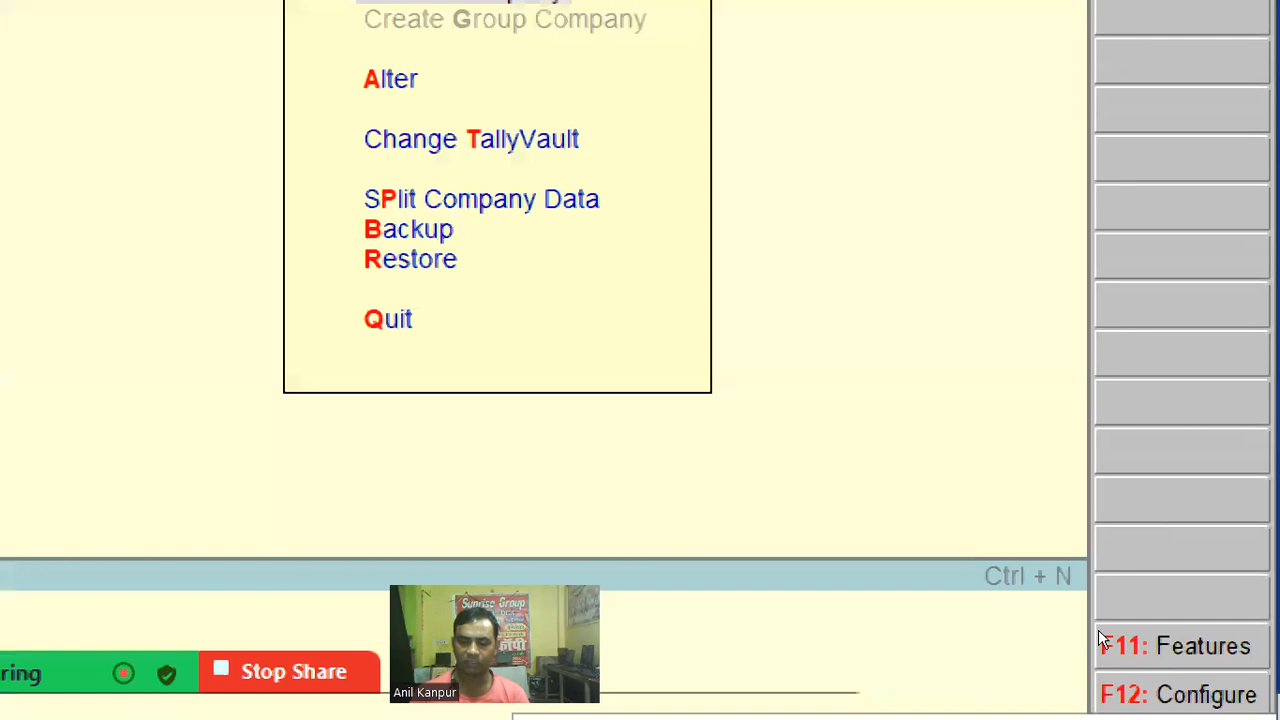 Create Group Company
Alter
Change TallyVault
SPlit Company Data
Backup
Restore
Quit
Ctrl + N
F11: Features
F12: Configure
Sunrise Group
ring
Stop Share
Anil Kanpur